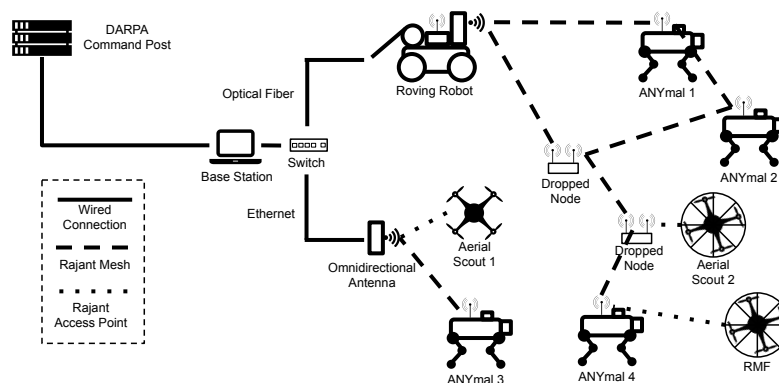 DARPA
Command Post
Optical Fiber
Roving Robot
ANYmal 1
ANYmal 2
Base Station
Switch
Dropped
Node
Ethernet
Wired
Connection
Rajant Mesh
Rajant
Access Point
Omnidirectional
Antenna
Aerial
Scout 1
Dropped
Node
Aerial
Scout 2
ANYmal 3
ANYmal 4
RMF